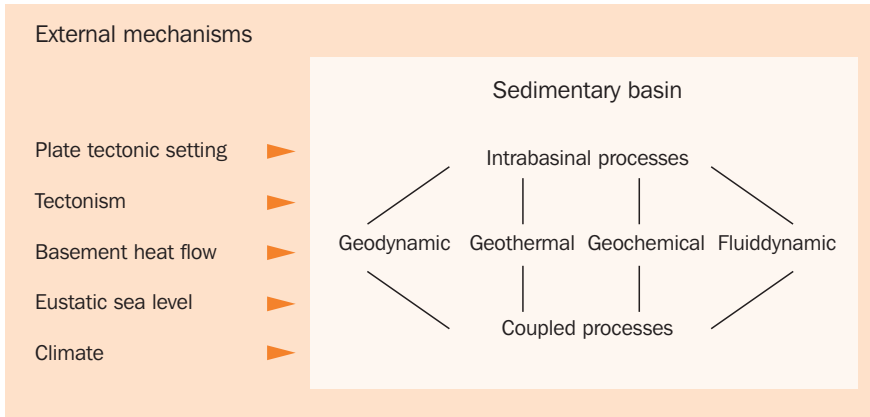 External mechanisms
Sedimentary basin
Plate tectonic setting
Intrabasinal processes
Tectonism
Geodynamic Geothermal Geochemical Fluiddynamic
Basement heat flow
Eustatic sea level
Coupled processes
Climate